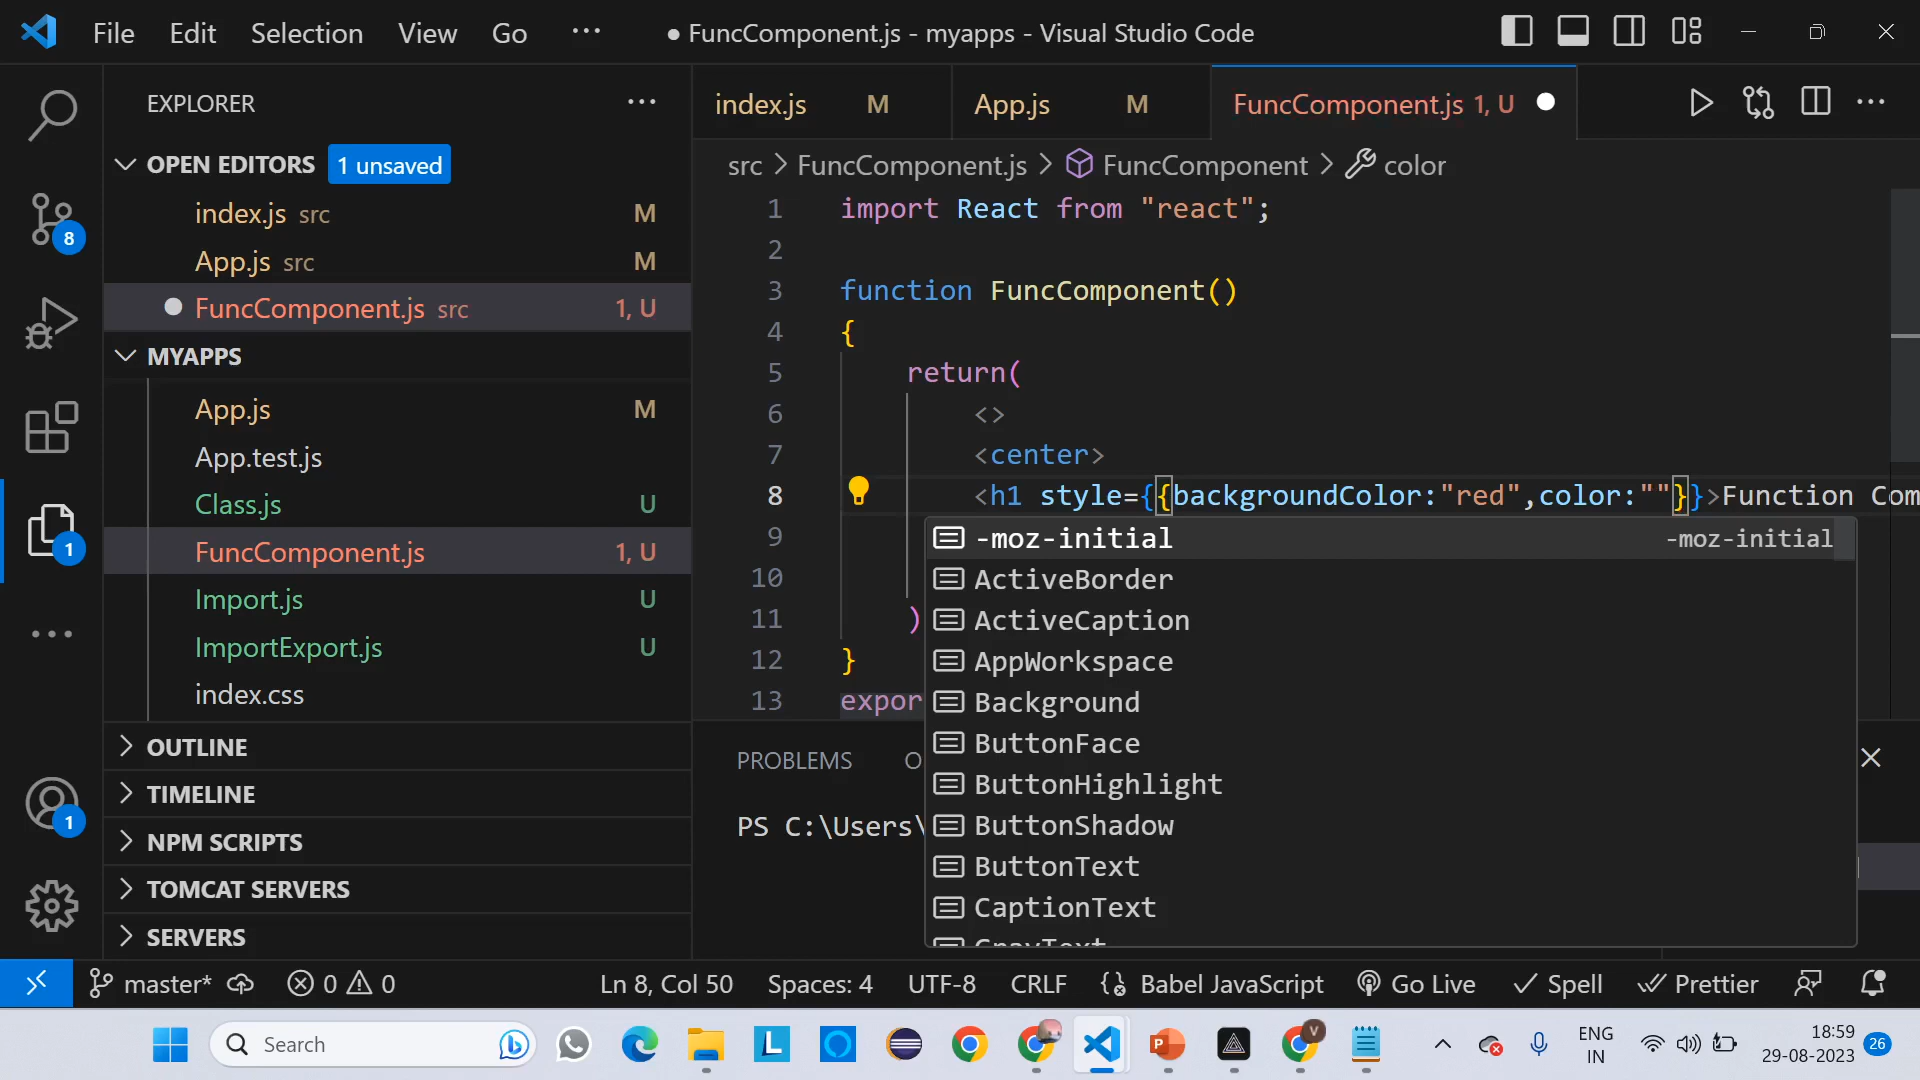 File Edit Selection View Go ··· ● FuncComponent.js - myapps - Visual Studio Code
EXPLORER
OPEN EDITORS 1 unsaved
index.js src M
App.js src M
FuncComponent.js src 1, U
MYAPPS
App.js M
App.test.js
Class.js U
FuncComponent.js 1, U
Import.js U
ImportExport.js U
index.css
OUTLINE
TIMELINE
NPM SCRIPTS
TOMCAT SERVERS
SERVERS
8
1
1
index.js M App.js M FuncComponent.js 1, U
src > FuncComponent.js > FuncComponent > color
1 import React from "react";
2
3 function FuncComponent()
4 {
5 return(
6 <>
7 <center>
8 <h1 style={{backgroundColor:"red",color:""}}>Function Com
9
10
11 )
12 }
13 expor
-moz-initial -moz-initial
ActiveBorder
ActiveCaption
AppWorkspace
Background
ButtonFace
ButtonHighlight
ButtonShadow
ButtonText
CaptionText
GrayText
PROBLEMS O
PS C:\Users\
master* 0 0 Ln 8, Col 50 Spaces: 4 UTF-8 CRLF Babel JavaScript Go Live Spell Prettier
Search
L
P
V
ENG
IN
18:59
29-08-2023
26